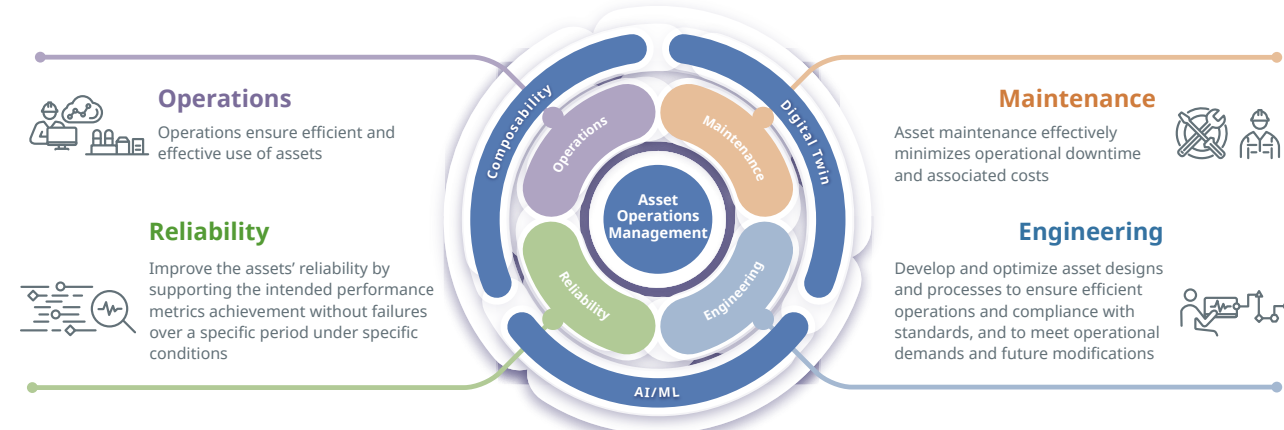 Operations
Operations ensure efficient and
effective use of assets
Reliability
Improve the assets’ reliability by
supporting the intended performance
metrics achievement without failures
over a specific period under specific
conditions
Composability
Digital Twin
AI/ML
Operations
Maintenance
Reliability
Engineering
Asset
Operations
Management
Maintenance
Asset maintenance effectively
minimizes operational downtime
and associated costs
Engineering
Develop and optimize asset designs
and processes to ensure efficient
operations and compliance with
standards, and to meet operational
demands and future modifications